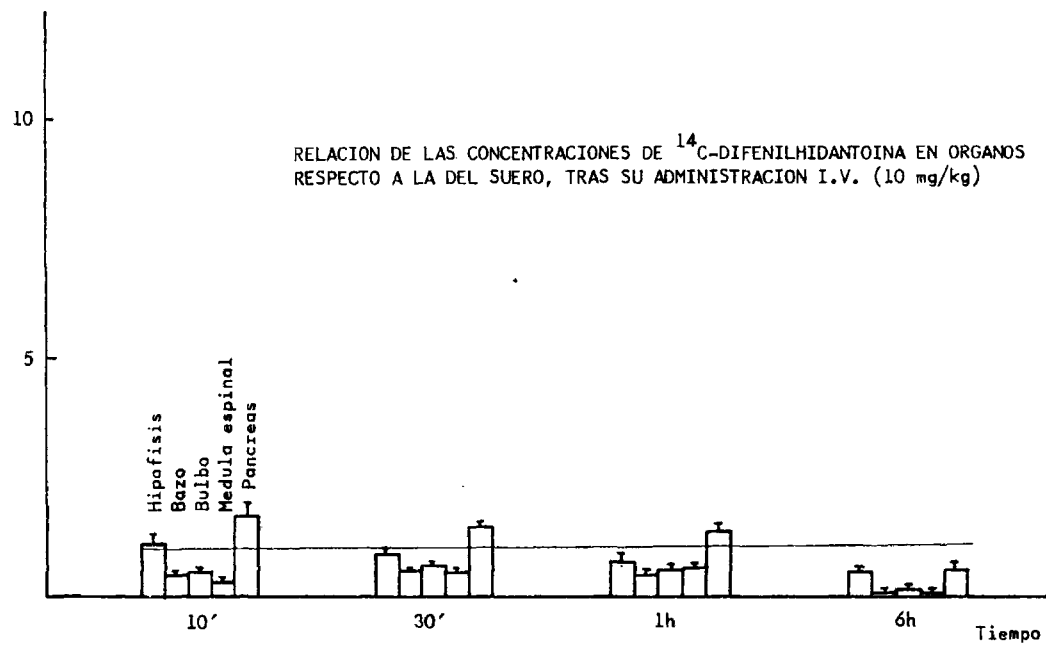 10
RELACION DE LAS CONCENTRACIONES DE ¹⁴C-DIFENILHIDANTOINA EN ORGANOS
RESPECTO A LA DEL SUERO, TRAS SU ADMINISTRACION I.V. (10 mg/kg)
5
Hipofisis
Bazo
Bulbo
Medula espinal
Pancreas
10′
30′
1h
6h
Tiempo